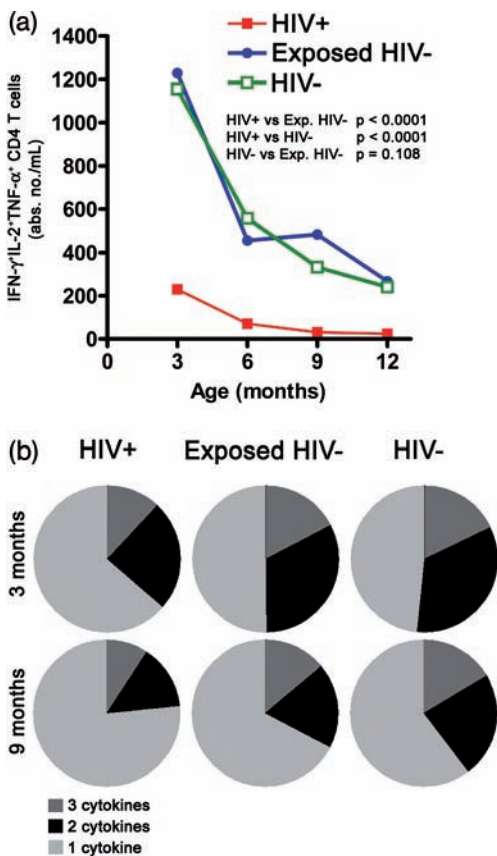 (a)
HIV+
Exposed HIV-
HIV-
HIV+ vs Exp. HIV- p < 0.0001
HIV+ vs HIV- p < 0.0001
HIV- vs Exp. HIV- p = 0.108
IFN-γ⁺IL-2⁺TNF-α⁺ CD4 T cells
(abs. no./mL)
1400
1200
1000
800
600
400
200
0
0 3 6 9 12
Age (months)
(b)
HIV+ Exposed HIV- HIV-
3 months
9 months
3 cytokines
2 cytokines
1 cytokine